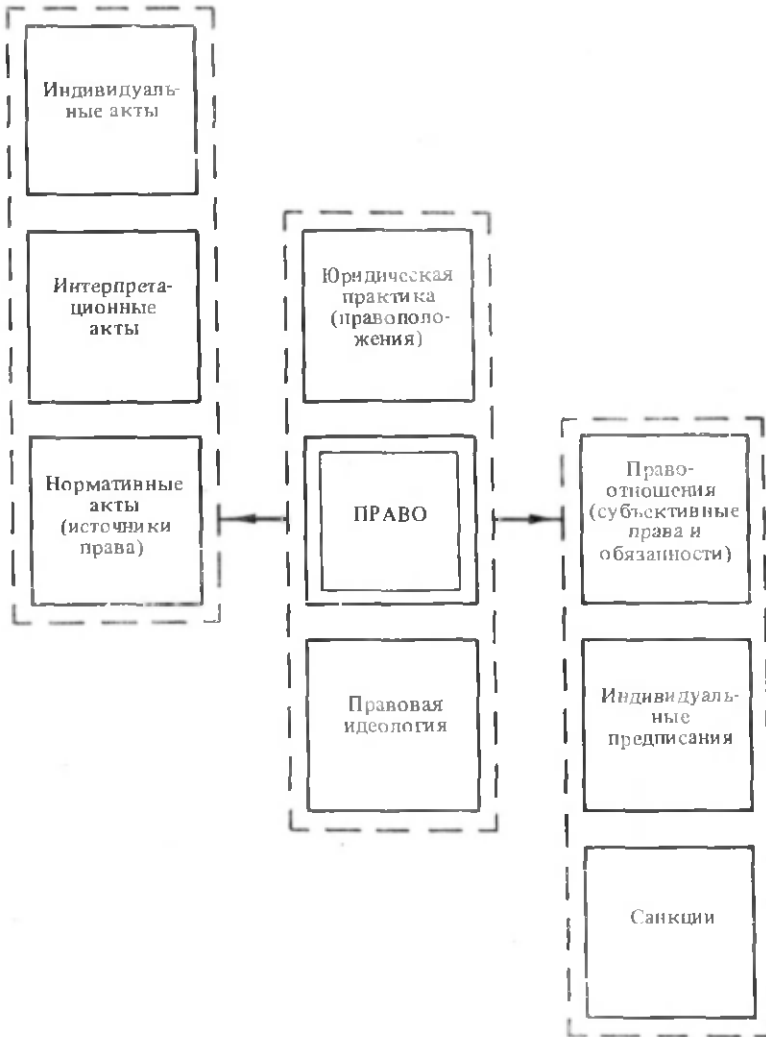 Индивидуаль-
ные акты
Интерпрета-
ционные
акты
Нормативные
акты
(источники
права)
Юридическая
практика
(правополо-
жения)
ПРАВО
Правовая
идеология
Право-
отношения
(субъективные
права и
обязанности)
Индивидуаль-
ные
предписания
Санкции